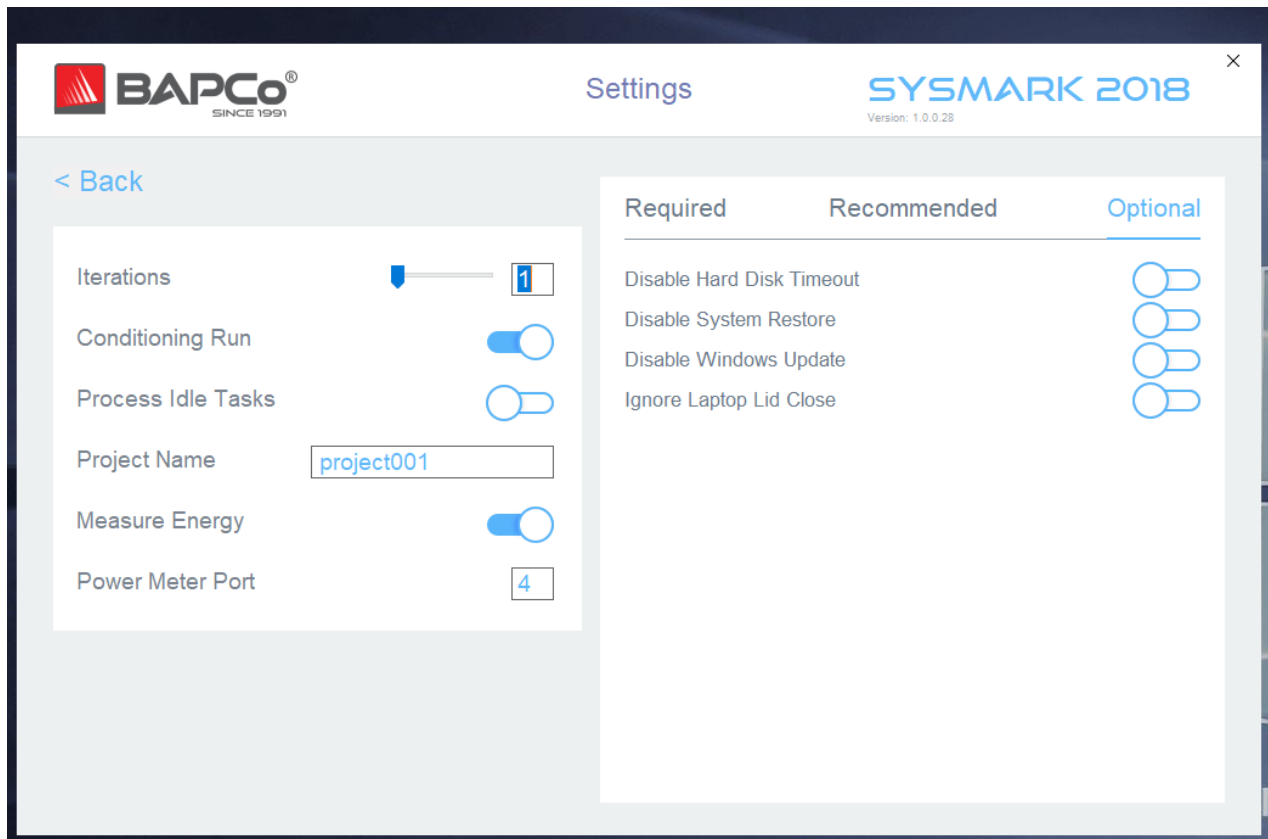 BAPCo®
SINCE 1991
Settings
SYSMARK 2018
Version: 1.0.0.28
< Back
Iterations 1
Conditioning Run
Process Idle Tasks
Project Name project001
Measure Energy
Power Meter Port 4
Required Recommended Optional
Disable Hard Disk Timeout
Disable System Restore
Disable Windows Update
Ignore Laptop Lid Close